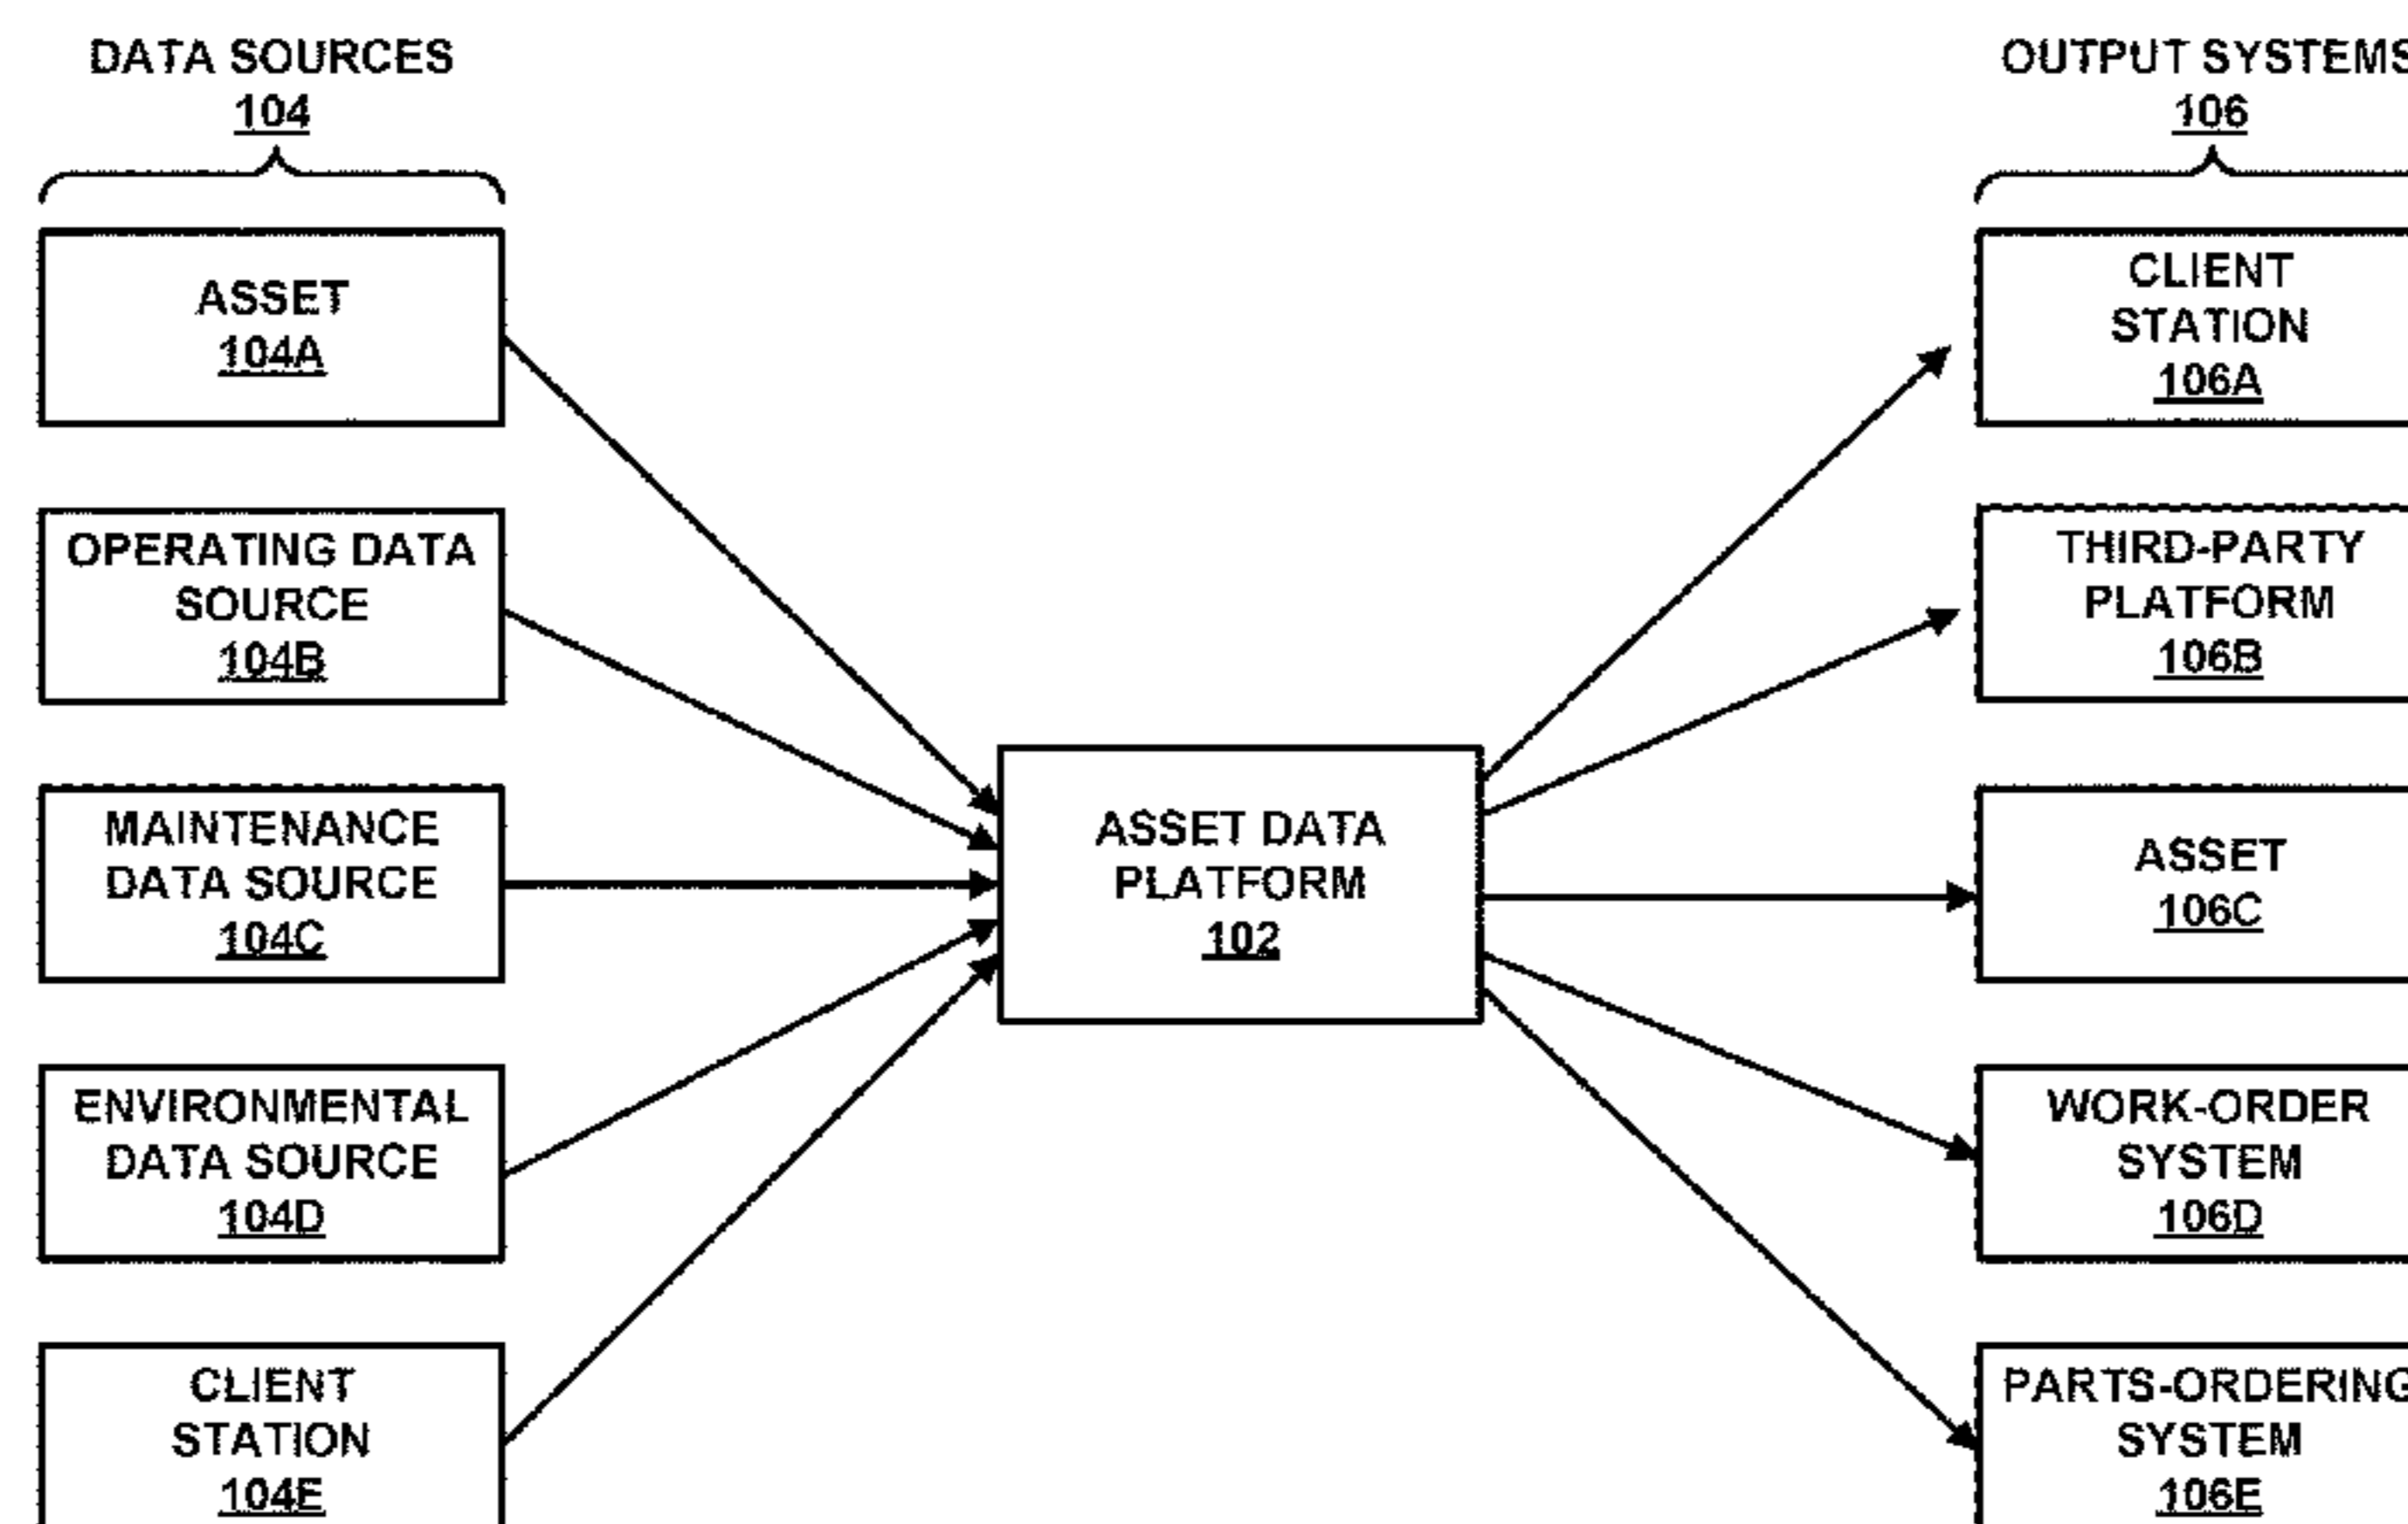 DATA SOURCES
104
ASSET
104A
OPERATING DATA
SOURCE
104B
MAINTENANCE
DATA SOURCE
104C
ENVIRONMENTAL
DATA SOURCE
104D
CLIENT
STATION
104E
ASSET DATA
PLATFORM
102
OUTPUT SYSTEMS
106
CLIENT
STATION
106A
THIRD-PARTY
PLATFORM
106B
ASSET
106C
WORK-ORDER
SYSTEM
106D
PARTS-ORDERING
SYSTEM
106E